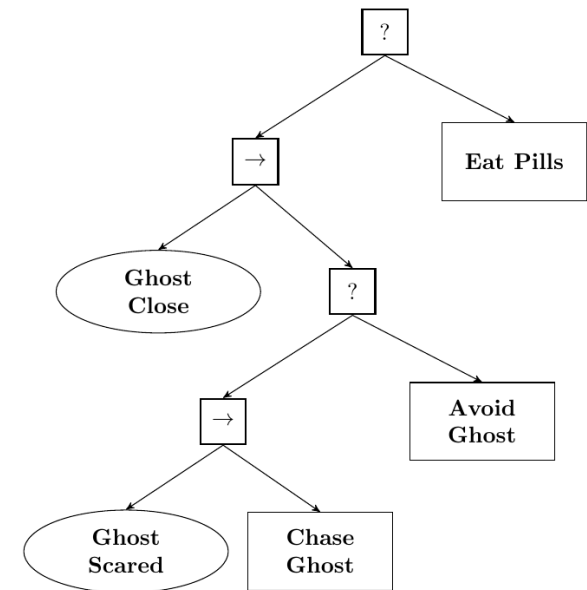 ?
→
Eat Pills
Ghost
Close
?
→
Avoid
Ghost
Ghost
Scared
Chase
Ghost